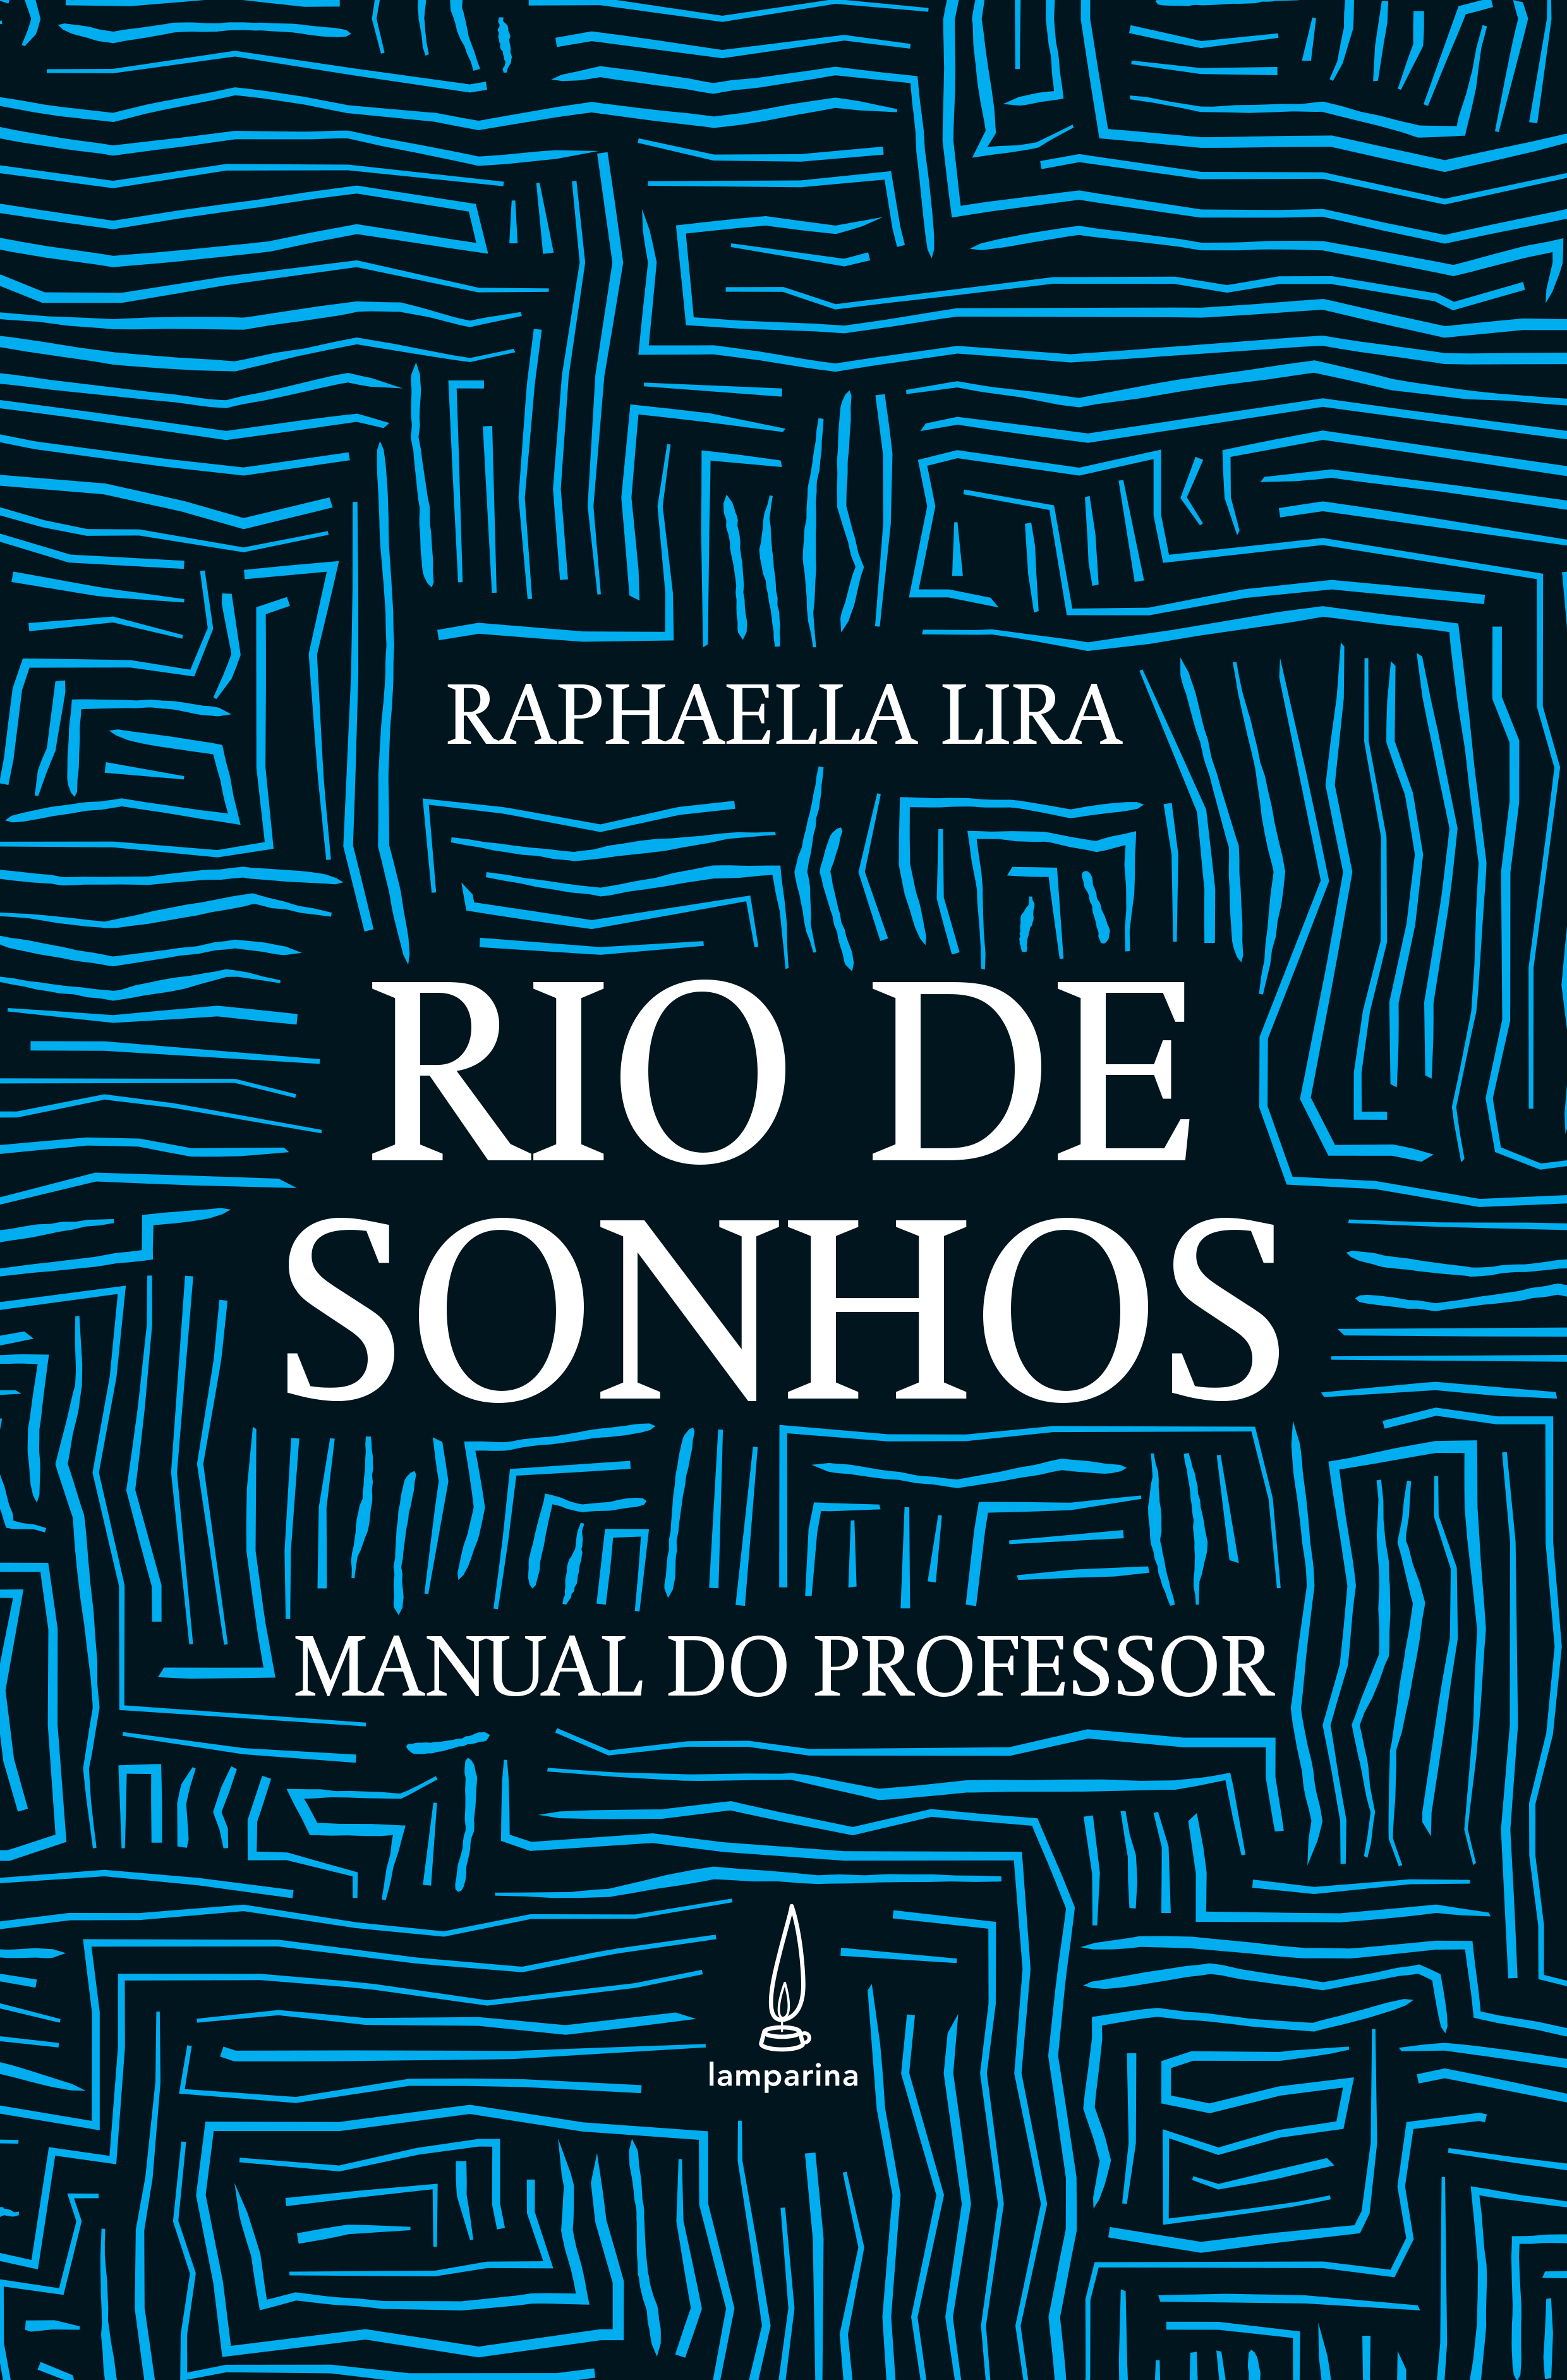 RAPHAELLA LIRA
RIO DE
SONHOS
MANUAL DO PROFESSOR
lamparina